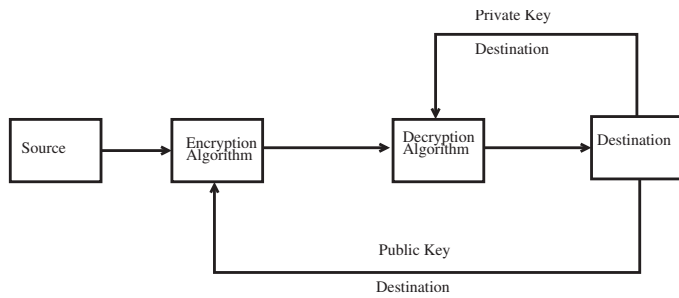 Private Key
Destination
Source
Encryption
Algorithm
Decryption
Algorithm
Destination
Public Key
Destination